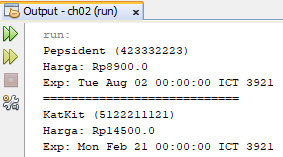 Output - ch02 (run)
run:
Pepsident (423332223)
Harga: Rp8900.0
Exp: Tue Aug 02 00:00:00 ICT 3921
============================
KatKit (5122211121)
Harga: Rp14500.0
Exp: Mon Feb 21 00:00:00 ICT 3921